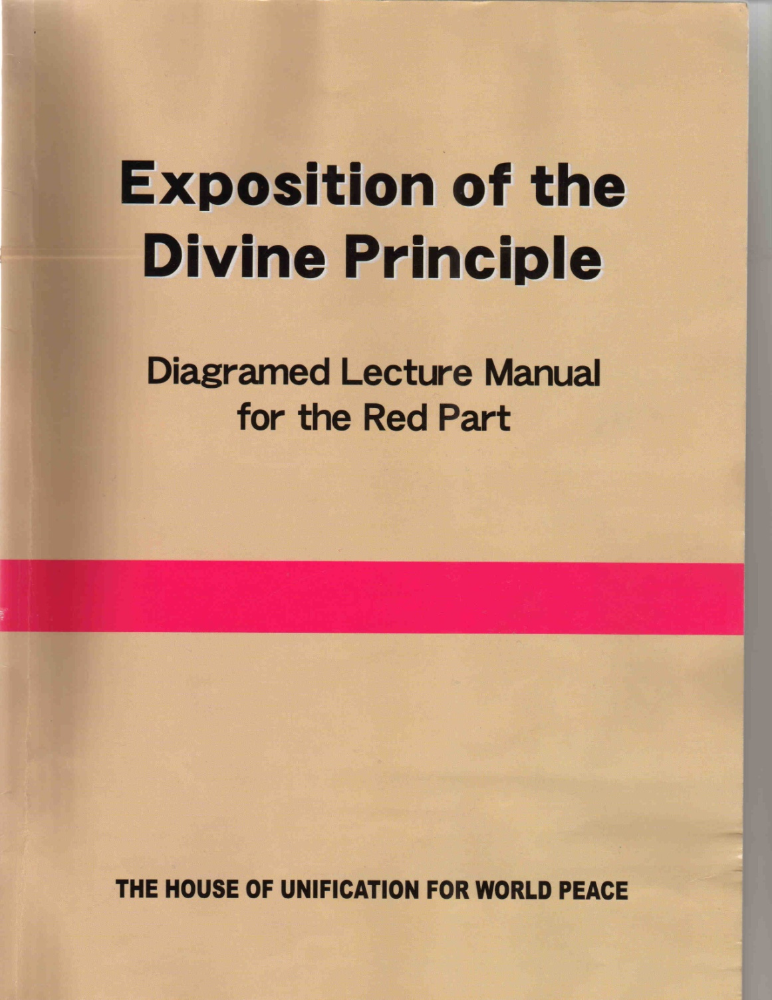 Exposition of the
Divine Principle
Diagramed Lecture Manual
for the Red Part
THE HOUSE OF UNIFICATION FOR WORLD PEACE